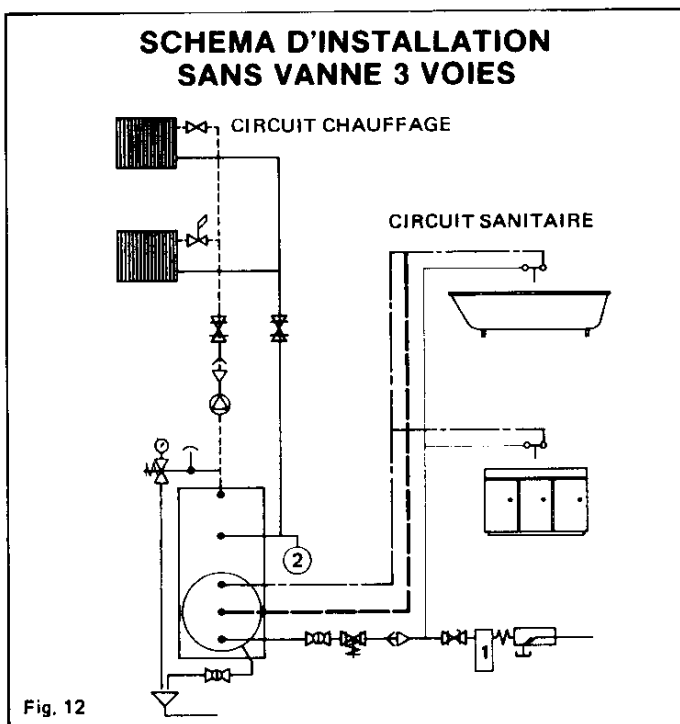 SCHEMA D'INSTALLATION
SANS VANNE 3 VOIES
CIRCUIT CHAUFFAGE
CIRCUIT SANITAIRE
2
1
Fig. 12